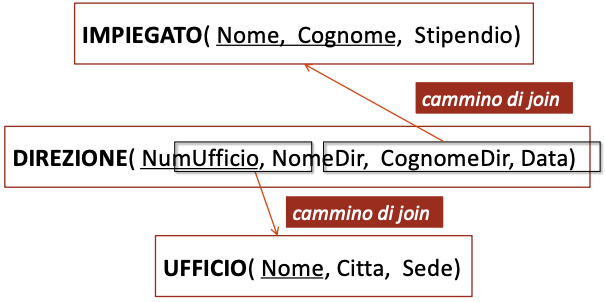 IMPIEGATO( Nome, Cognome, Stipendio)
cammino di join
DIREZIONE( NumUfficio, NomeDir, CognomeDir, Data)
cammino di join
UFFICIO( Nome, Citta, Sede)